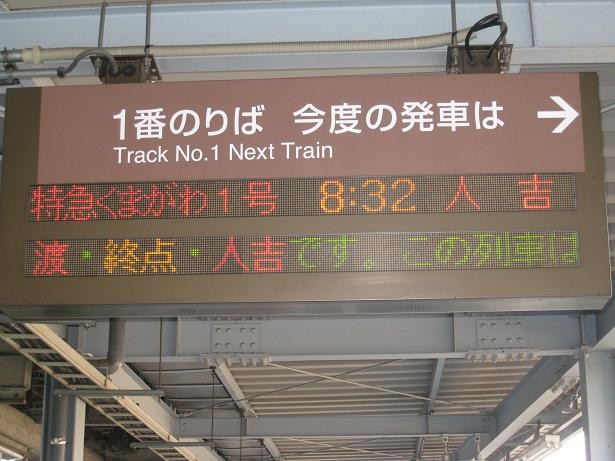 1番のりば 今度の発車は →
Track No.1 Next Train
特急くまがわ1号 8:32 人吉
渡・終点・人吉です。この列車は